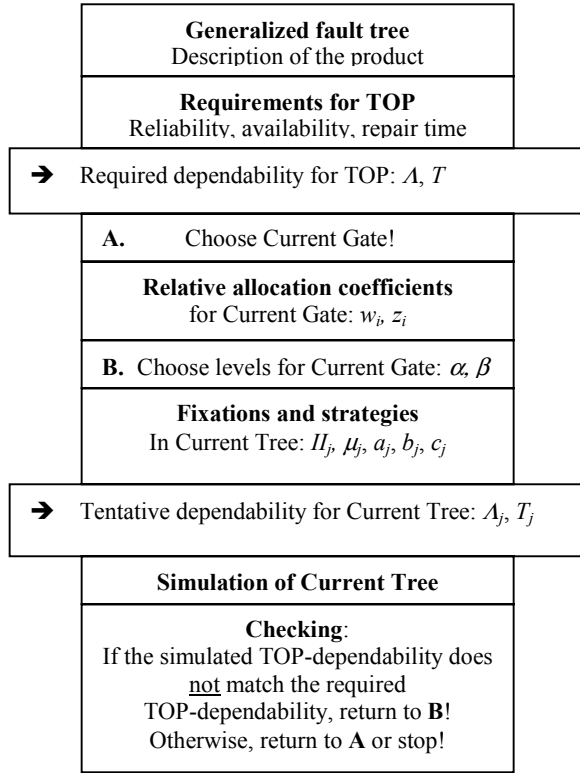 Generalized fault tree
Description of the product
Requirements for TOP
Reliability, availability, repair time
➔ Required dependability for TOP: Λ, T
A. Choose Current Gate!
Relative allocation coefficients
for Current Gate: wᵢ, zᵢ
B. Choose levels for Current Gate: α, β
Fixations and strategies
In Current Tree: IIⱼ, μⱼ, aⱼ, bⱼ, cⱼ
➔ Tentative dependability for Current Tree: Λⱼ, Tⱼ
Simulation of Current Tree
Checking:
If the simulated TOP-dependability does
not match the required
TOP-dependability, return to B!
Otherwise, return to A or stop!